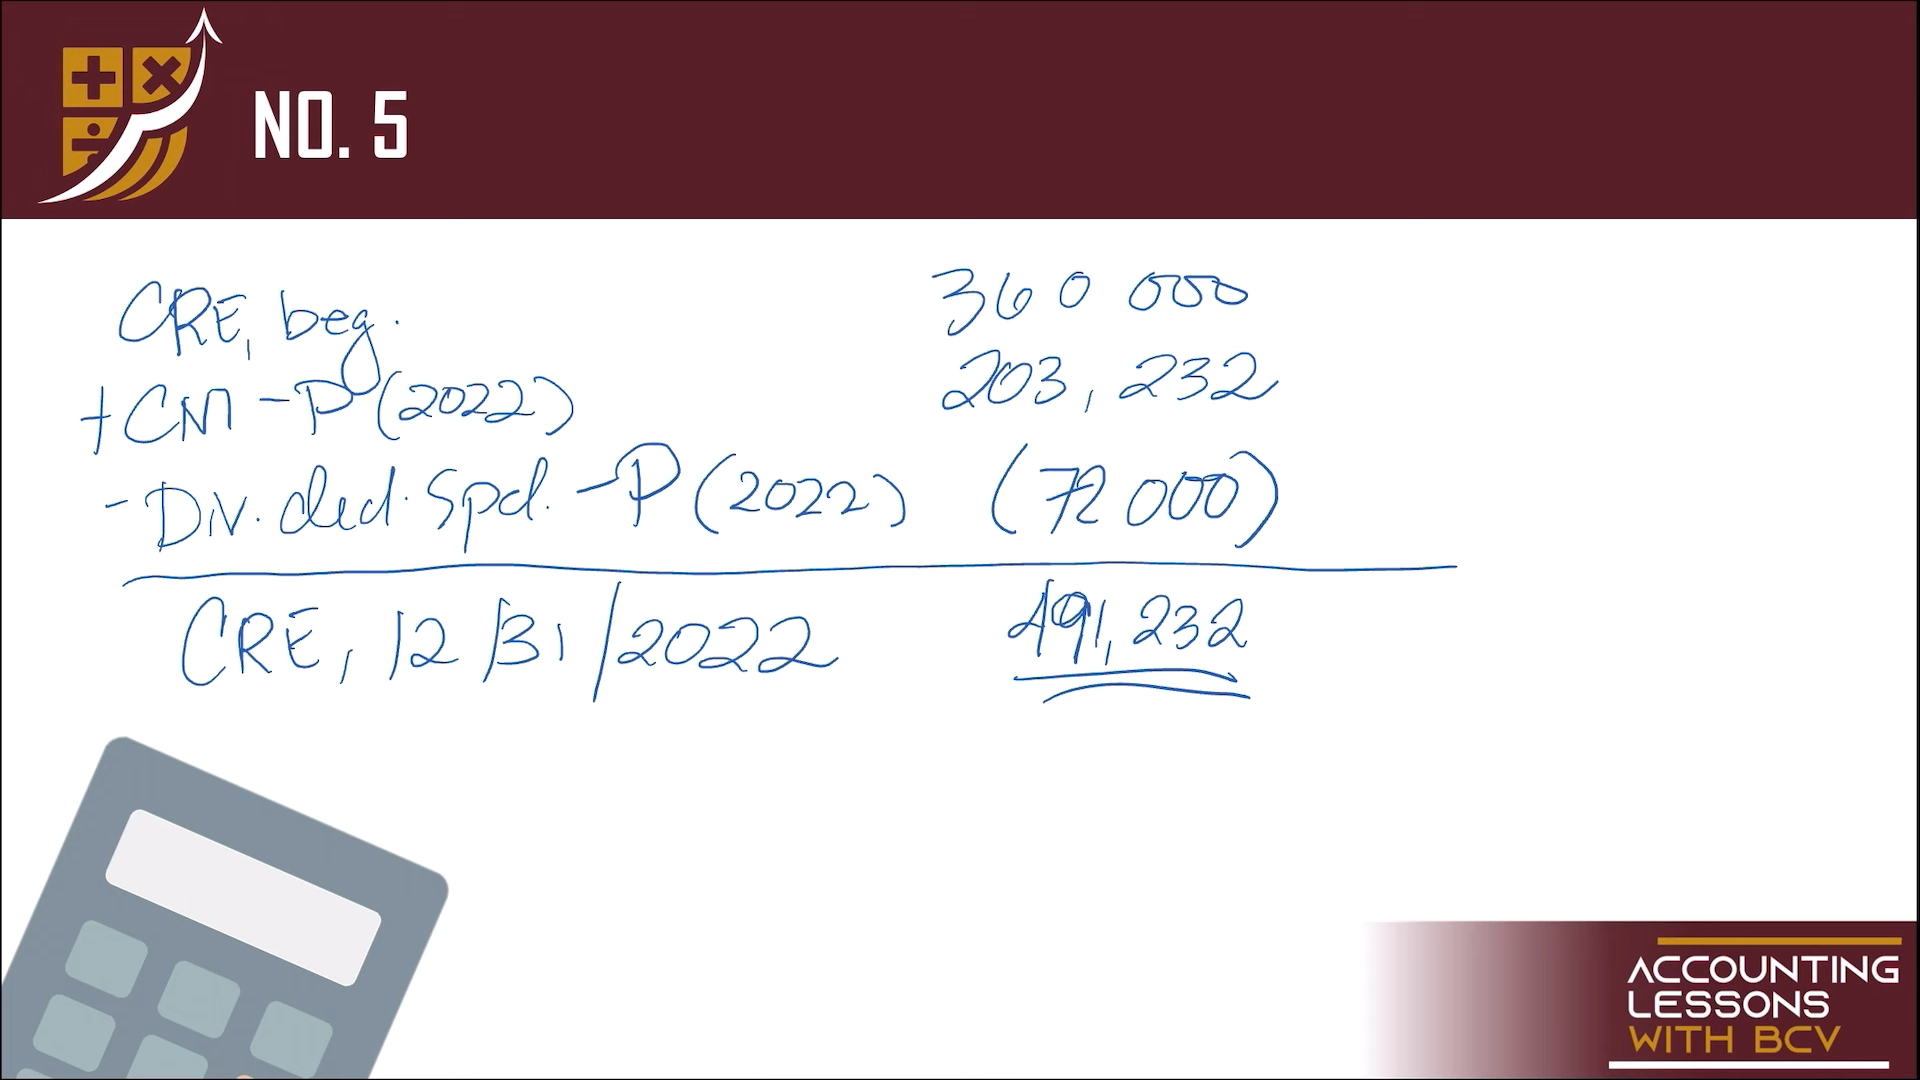 NO. 5
CRE, beg. 360 000
+ CNI - P (2022) 203, 232
- Div. decl. Spd. - P (2022) (72 000)
CRE, 12/31/2022 491, 232
ACCOUNTING
LESSONS
WITH BCV